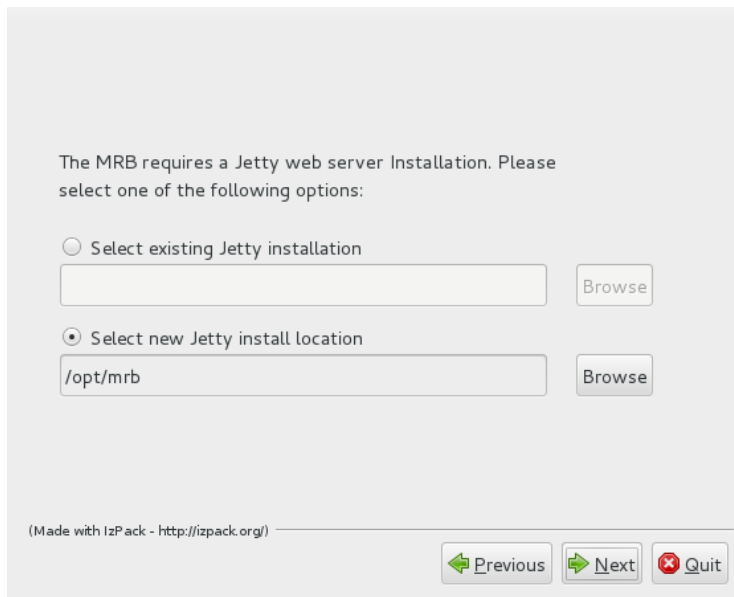 The MRB requires a Jetty web server Installation. Please
select one of the following options:
Select existing Jetty installation
Browse
Select new Jetty install location
/opt/mrb
Browse
(Made with IzPack - http://izpack.org/)
Previous
Next
Quit